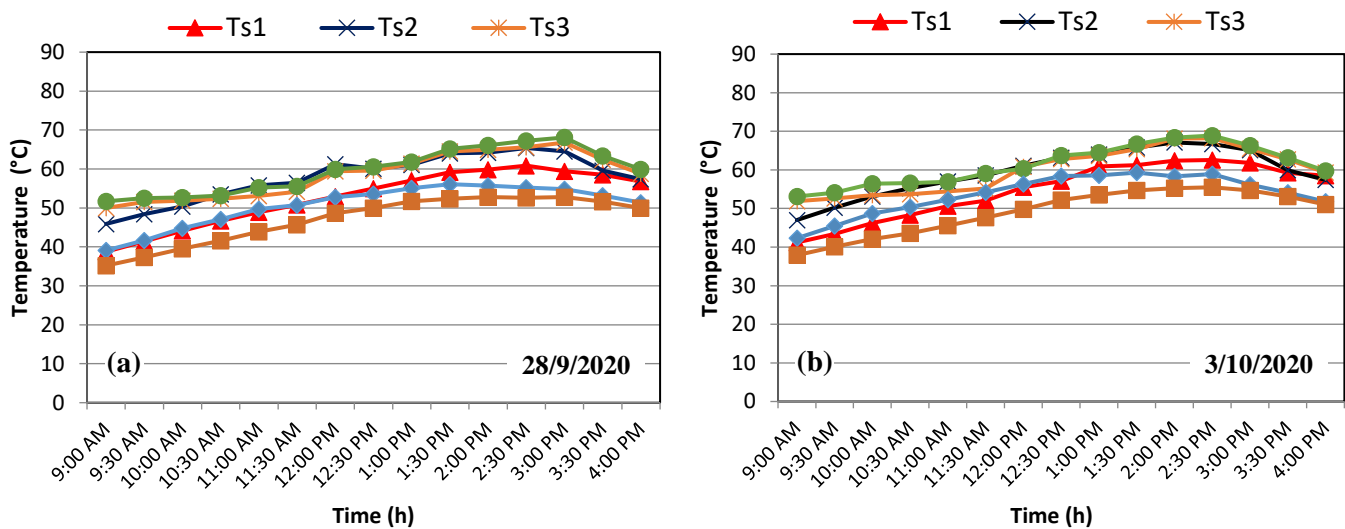 Ts1 Ts2 Ts3
90
80
70
60
50
40
30
20
10
0
Temperature (°C)
(a)
28/9/2020
9:00 AM
9:30 AM
10:00 AM
10:30 AM
11:00 AM
11:30 AM
12:00 PM
12:30 PM
1:00 PM
1:30 PM
2:00 PM
2:30 PM
3:00 PM
3:30 PM
4:00 PM
Time (h)
Ts1 Ts2 Ts3
90
80
70
60
50
40
30
20
10
0
Temperature (°C)
(b)
3/10/2020
9:00 AM
9:30 AM
10:00 AM
10:30 AM
11:00 AM
11:30 AM
12:00 PM
12:30 PM
1:00 PM
1:30 PM
2:00 PM
2:30 PM
3:00 PM
3:30 PM
4:00 PM
Time (h)